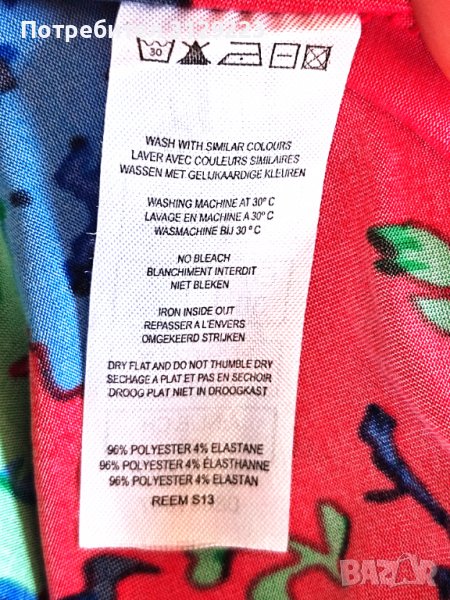 30
WASH WITH SIMILAR COLOURS
LAVER AVEC COULEURS SIMILAIRES
WASSEN MET GELIJKAARDIGE KLEUREN
WASHING MACHINE AT 30°C
LAVAGE EN MACHINE A 30°C
WASMACHINE BIJ 30°C
NO BLEACH
BLANCHIMENT INTERDIT
NIET BLEKEN
IRON INSIDE OUT
REPASSER A L'ENVERS
OMGEKEERD STRIJKEN
DRY FLAT AND DO NOT THUMBLE DRY
SECHAGE A PLAT ET PAS EN SECHOIR
DROOG PLAT NIET IN DROOGKAST
96% POLYESTER 4% ELASTANE
96% POLYESTER 4% ELASTHANNE
96% POLYESTER 4% ELASTAN
REEM S13
BAZAR